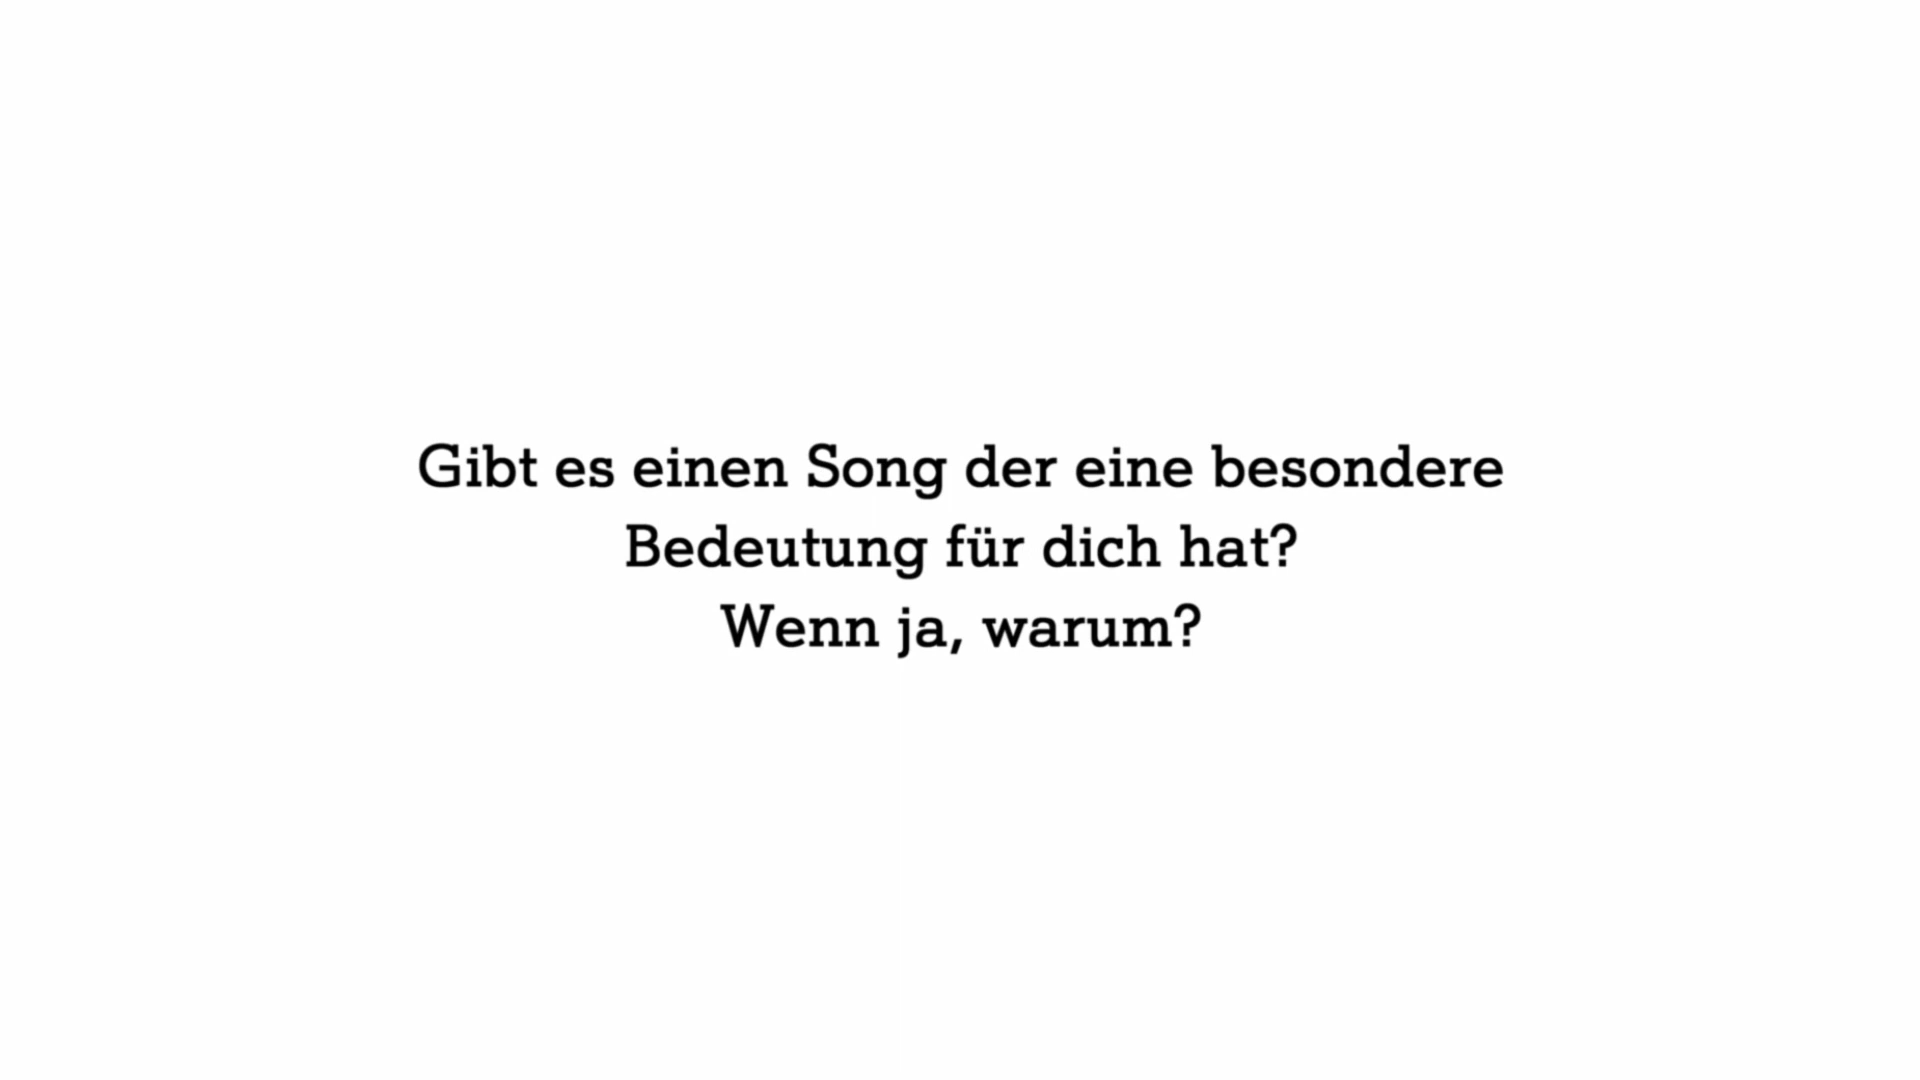 Gibt es einen Song der eine besondere
Bedeutung für dich hat?
Wenn ja, warum?